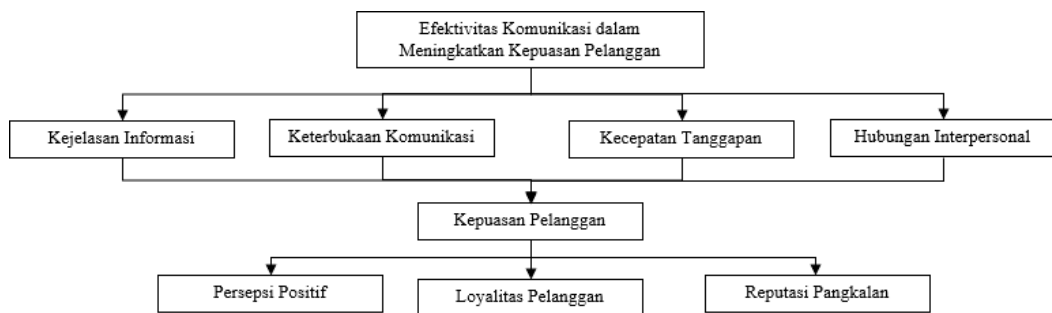 Efektivitas Komunikasi dalam
Meningkatkan Kepuasan Pelanggan
Kejelasan Informasi
Keterbukaan Komunikasi
Kecepatan Tanggapan
Hubungan Interpersonal
Kepuasan Pelanggan
Persepsi Positif
Loyalitas Pelanggan
Reputasi Pangkalan